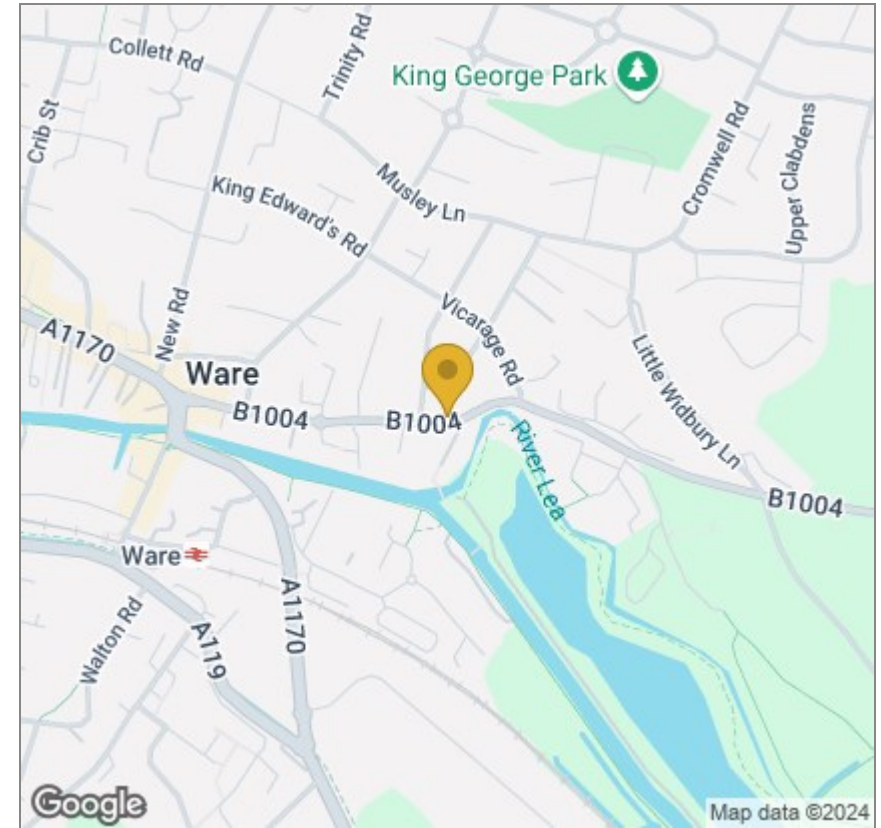 Collett Rd
Trinity Rd
King George Park
Crib St
Cromwell Rd
Upper Clabdens
King Edward's Rd
Musley Ln
New Rd
Vicarage Rd
A1170
Little Widbury Ln
Ware
B1004
B1004
River Lea
B1004
Ware
A1170
Walton Rd
A119
Google
Map data ©2024